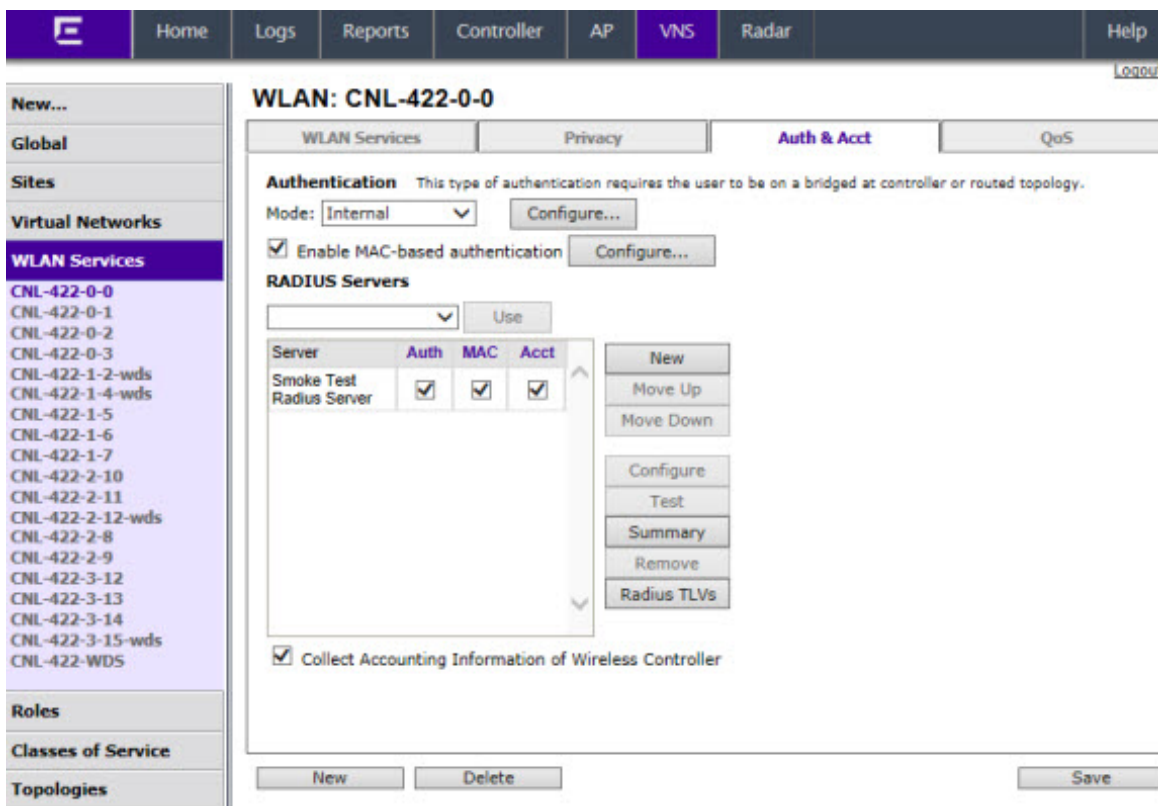 Home Logs Reports Controller AP VNS Radar Help
Logou
New...
Global
Sites
Virtual Networks
WLAN Services
CNL-422-0-0
CNL-422-0-1
CNL-422-0-2
CNL-422-0-3
CNL-422-1-2-wds
CNL-422-1-4-wds
CNL-422-1-5
CNL-422-1-6
CNL-422-1-7
CNL-422-2-10
CNL-422-2-11
CNL-422-2-12-wds
CNL-422-2-8
CNL-422-2-9
CNL-422-3-12
CNL-422-3-13
CNL-422-3-14
CNL-422-3-15-wds
CNL-422-WDS
Roles
Classes of Service
Topologies
WLAN: CNL-422-0-0
WLAN Services Privacy Auth & Acct QoS
Authentication This type of authentication requires the user to be on a bridged at controller or routed topology.
Mode: Internal Configure...
Enable MAC-based authentication Configure...
RADIUS Servers
Use
Server Auth MAC Acct
Smoke Test
Radius Server
New
Move Up
Move Down
Configure
Test
Summary
Remove
Radius TLVs
Collect Accounting Information of Wireless Controller
New Delete Save